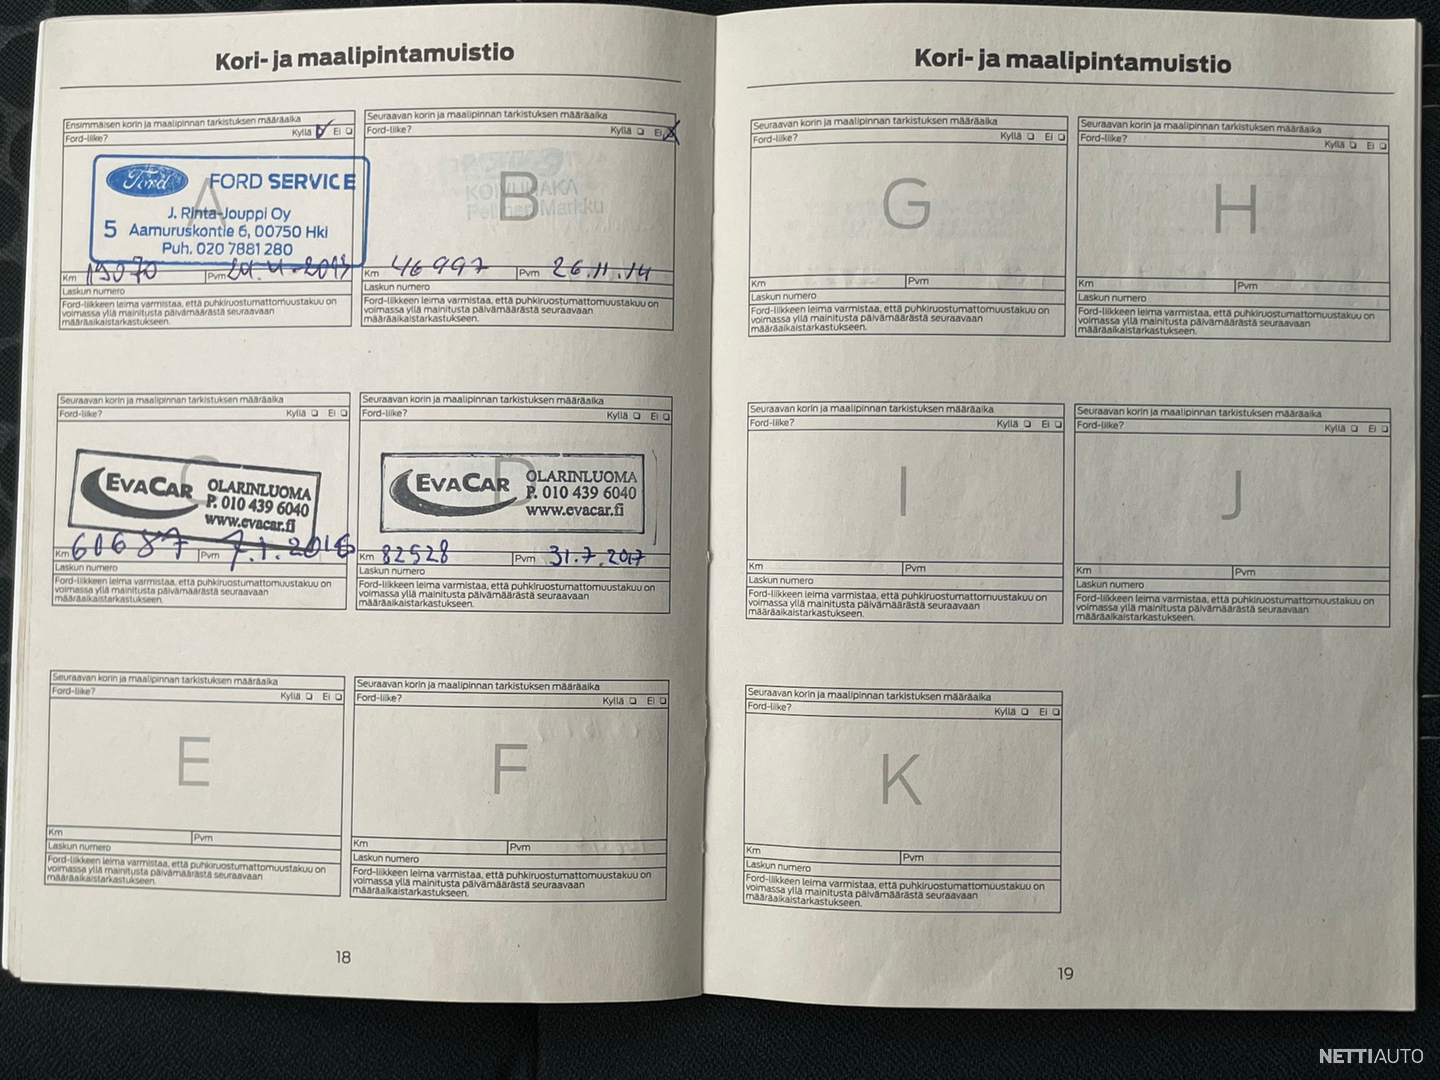 Kori- ja maalipintamuistio
Ensimmäisen korin ja maalipinnan tarkistuksen määräaika
Ford-liike? Kyllä Ei
A
Ford FORD SERVICE
J. Rinta-Jouppi Oy
5 Aamuruskontie 6, 00750 Hki
Puh. 020 7881 280
Km 19070 Pvm
Laskun numero
Ford-liikkeen leima varmistaa, että puhkiruostumattomuustakuu on
voimassa yllä mainitusta päivämäärästä seuraavaan
määräaikaistarkastukseen.
Seuraavan korin ja maalipinnan tarkistuksen määräaika
Ford-liike? Kyllä Ei
B
KOIVUHAKA
Pellinen Markku
Km 46997 Pvm 26.11.14
Laskun numero
Ford-liikkeen leima varmistaa, että puhkiruostumattomuustakuu on
voimassa yllä mainitusta päivämäärästä seuraavaan
määräaikaistarkastukseen.
Seuraavan korin ja maalipinnan tarkistuksen määräaika
Ford-liike? Kyllä Ei
C
EVACAR OLARINLUOMA
P. 010 439 6040
www.evacar.fi
Km 60687 Pvm 7.1.2016
Laskun numero
Ford-liikkeen leima varmistaa, että puhkiruostumattomuustakuu on
voimassa yllä mainitusta päivämäärästä seuraavaan
määräaikaistarkastukseen.
Seuraavan korin ja maalipinnan tarkistuksen määräaika
Ford-liike? Kyllä Ei
D
EVACAR OLARINLUOMA
P. 010 439 6040
www.evacar.fi
Km 82528 Pvm 31.7.2017
Laskun numero
Ford-liikkeen leima varmistaa, että puhkiruostumattomuustakuu on
voimassa yllä mainitusta päivämäärästä seuraavaan
määräaikaistarkastukseen.
Seuraavan korin ja maalipinnan tarkistuksen määräaika
Ford-liike? Kyllä Ei
E
Km Pvm
Laskun numero
Ford-liikkeen leima varmistaa, että puhkiruostumattomuustakuu on
voimassa yllä mainitusta päivämäärästä seuraavaan
määräaikaistarkastukseen.
Seuraavan korin ja maalipinnan tarkistuksen määräaika
Ford-liike? Kyllä Ei
F
Km Pvm
Laskun numero
Ford-liikkeen leima varmistaa, että puhkiruostumattomuustakuu on
voimassa yllä mainitusta päivämäärästä seuraavaan
määräaikaistarkastukseen.
18
Kori- ja maalipintamuistio
Seuraavan korin ja maalipinnan tarkistuksen määräaika
Ford-liike? Kyllä Ei
G
Km Pvm
Laskun numero
Ford-liikkeen leima varmistaa, että puhkiruostumattomuustakuu on
voimassa yllä mainitusta päivämäärästä seuraavaan
määräaikaistarkastukseen.
Seuraavan korin ja maalipinnan tarkistuksen määräaika
Ford-liike? Kyllä Ei
H
Km Pvm
Laskun numero
Ford-liikkeen leima varmistaa, että puhkiruostumattomuustakuu on
voimassa yllä mainitusta päivämäärästä seuraavaan
määräaikaistarkastukseen.
Seuraavan korin ja maalipinnan tarkistuksen määräaika
Ford-liike? Kyllä Ei
I
Km Pvm
Laskun numero
Ford-liikkeen leima varmistaa, että puhkiruostumattomuustakuu on
voimassa yllä mainitusta päivämäärästä seuraavaan
määräaikaistarkastukseen.
Seuraavan korin ja maalipinnan tarkistuksen määräaika
Ford-liike? Kyllä Ei
J
Km Pvm
Laskun numero
Ford-liikkeen leima varmistaa, että puhkiruostumattomuustakuu on
voimassa yllä mainitusta päivämäärästä seuraavaan
määräaikaistarkastukseen.
Seuraavan korin ja maalipinnan tarkistuksen määräaika
Ford-liike? Kyllä Ei
K
Km Pvm
Laskun numero
Ford-liikkeen leima varmistaa, että puhkiruostumattomuustakuu on
voimassa yllä mainitusta päivämäärästä seuraavaan
määräaikaistarkastukseen.
19
NETTIAUTO